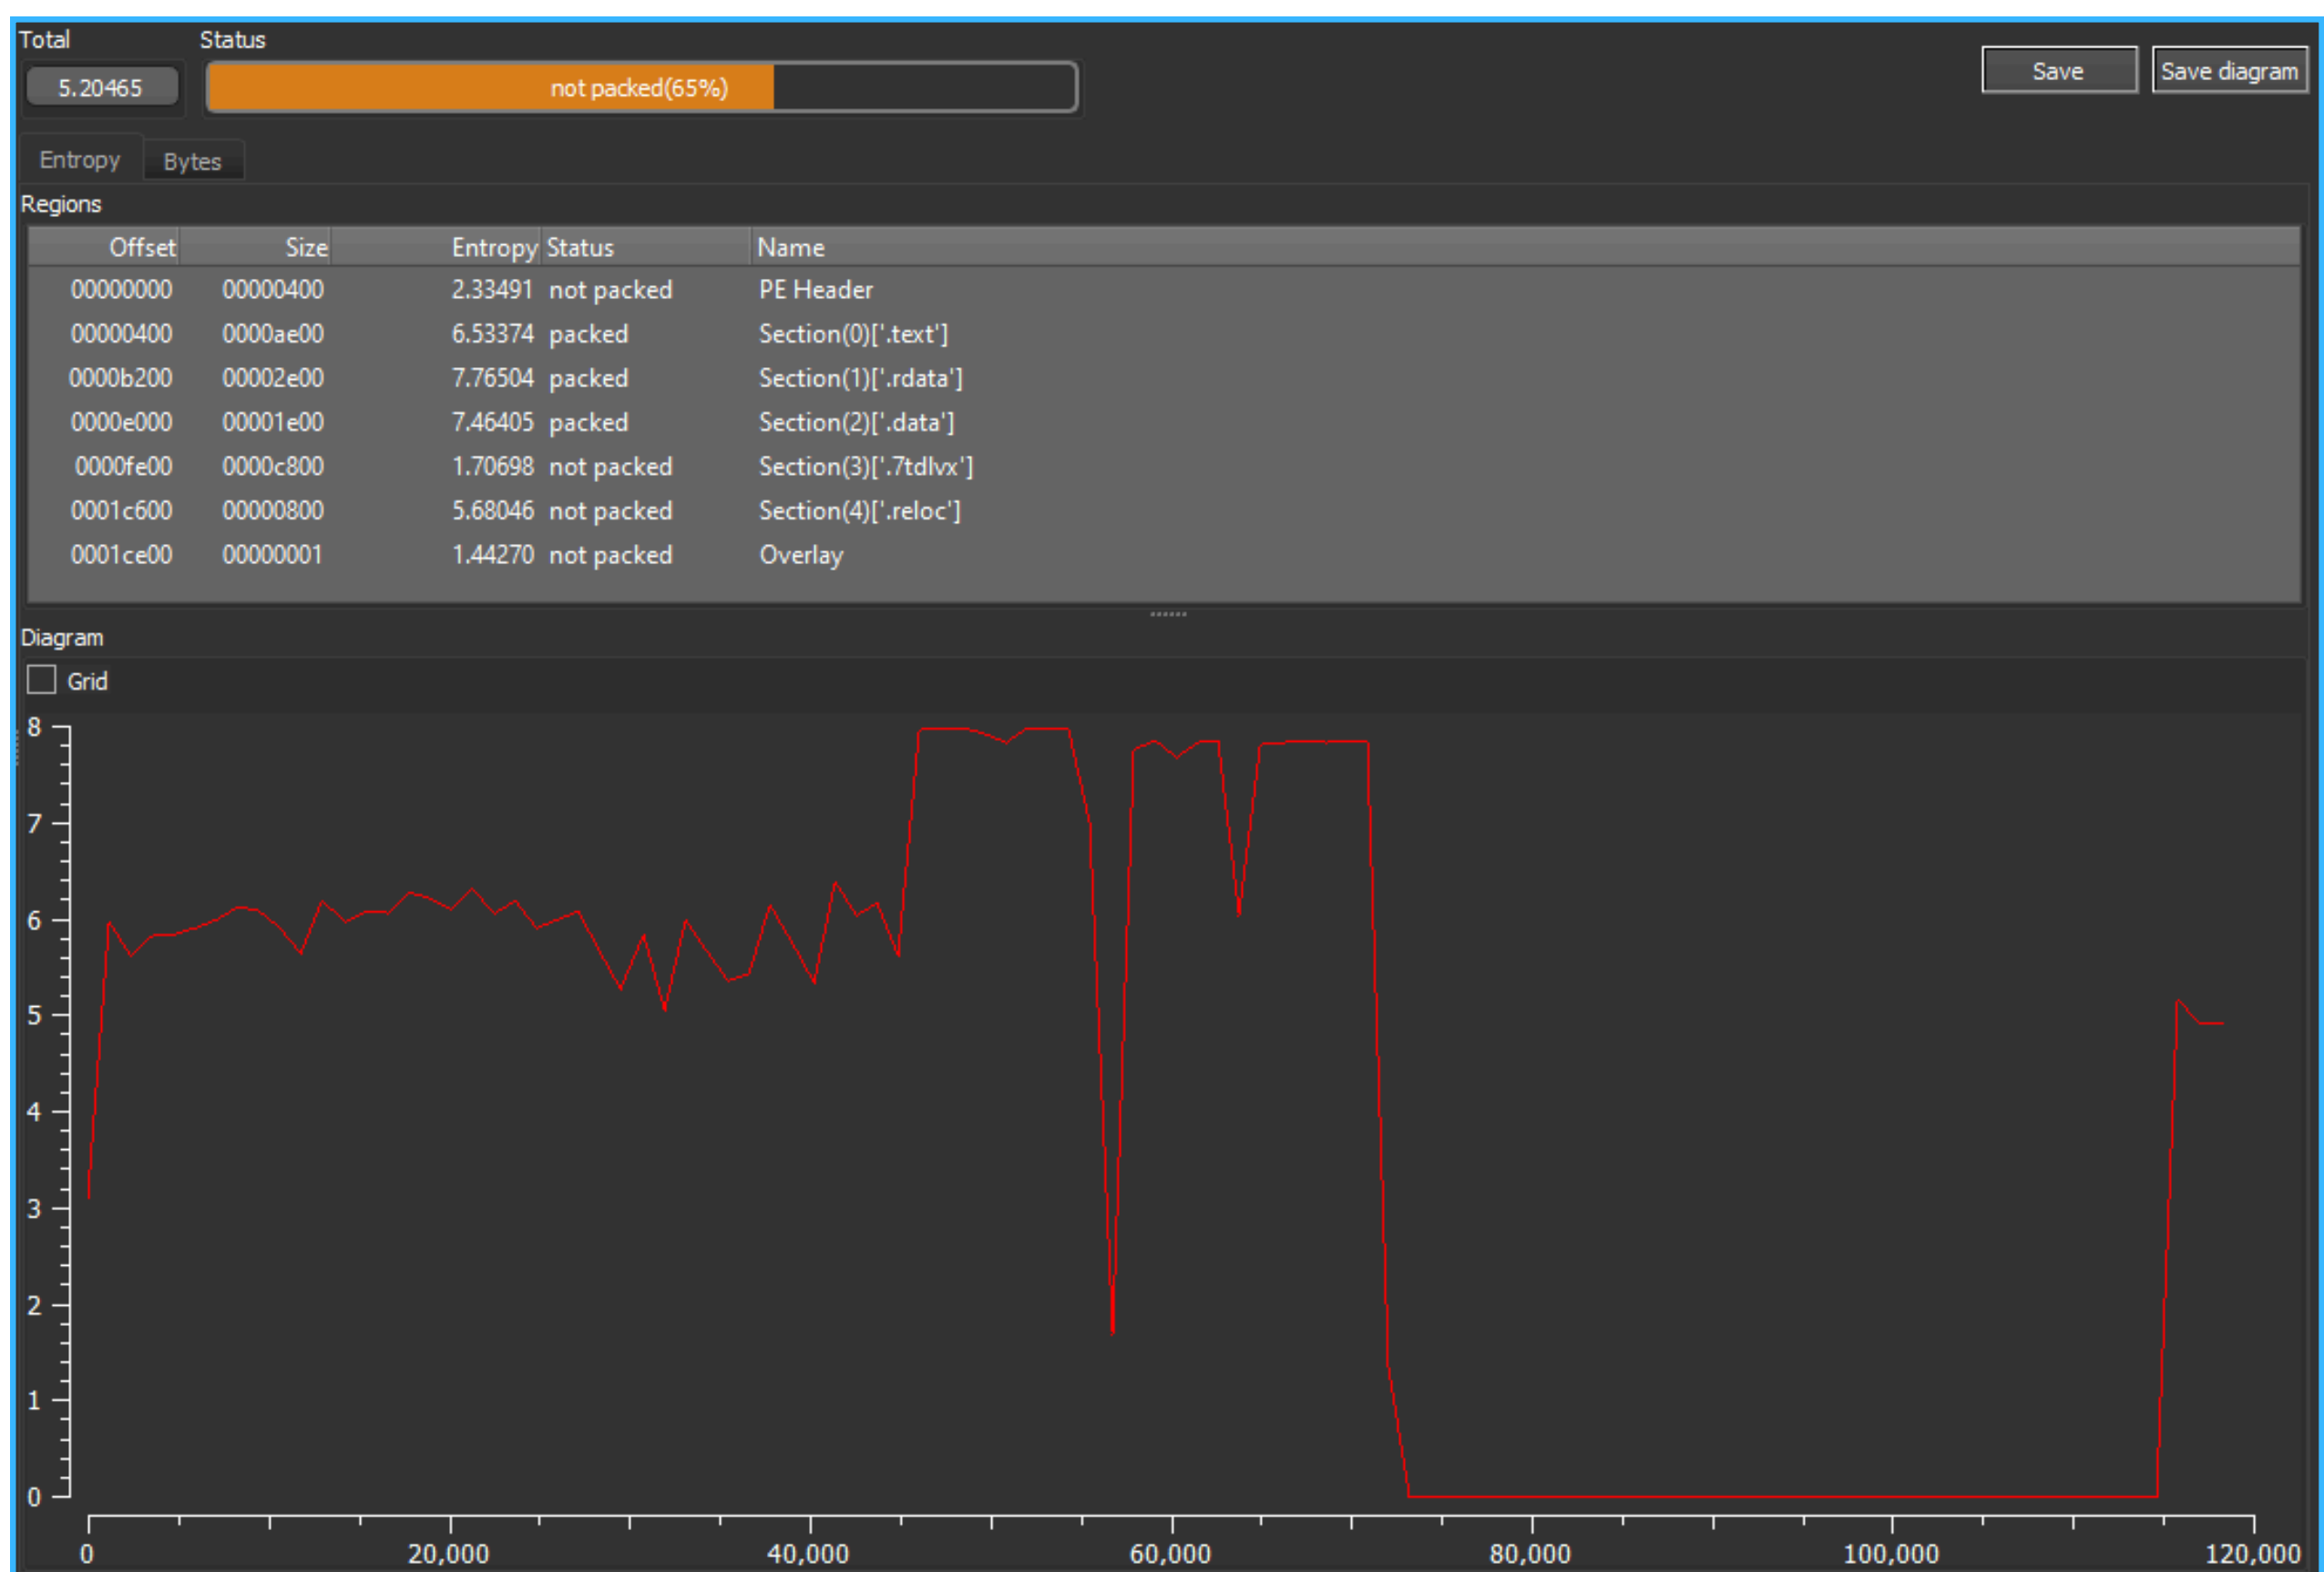 Total Status
5.20465 not packed(65%) Save Save diagram
Entropy Bytes
Regions
Offset Size Entropy Status Name
00000000 00000400 2.33491 not packed PE Header
00000400 0000ae00 6.53374 packed Section(0)['.text']
0000b200 00002e00 7.76504 packed Section(1)['.rdata']
0000e000 00001e00 7.46405 packed Section(2)['.data']
0000fe00 0000c800 1.70698 not packed Section(3)['.7tdlvx']
0001c600 00000800 5.68046 not packed Section(4)['.reloc']
0001ce00 00000001 1.44270 not packed Overlay
Diagram
Grid
8
7
6
5
4
3
2
1
0
0 20,000 40,000 60,000 80,000 100,000 120,000